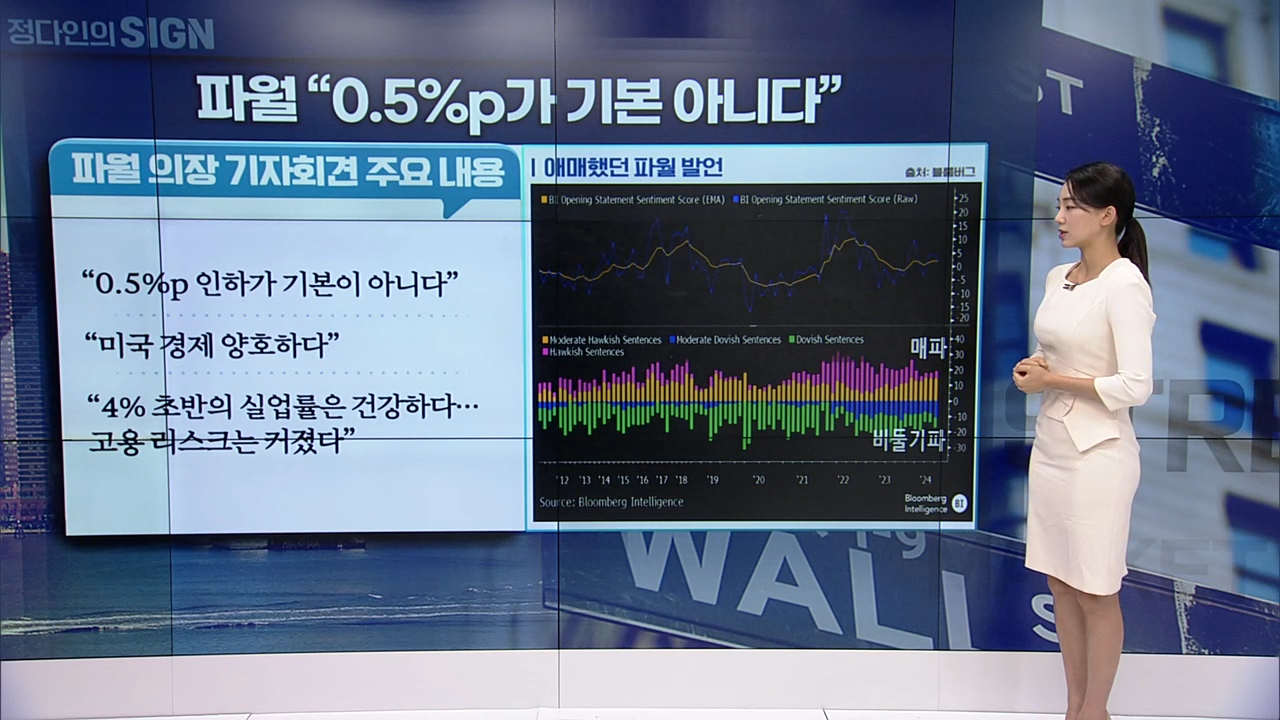 정다인의 SIGN
파월 “0.5%p가 기본 아니다”
파월 의장 기자회견 주요 내용
“0.5%p 인하가 기본이 아니다”
“미국 경제 양호하다”
“4% 초반의 실업률은 건강하다…
고용 리스크는 커졌다”
애매했던 파월 발언
출처: 블룸버그
BI Opening Statement Sentiment Score (EMA) BI Opening Statement Sentiment Score (Raw)
25
20
15
10
5
0
-5
-10
-15
-20
Moderate Hawkish Sentences Moderate Dovish Sentences Dovish Sentences
Hawkish Sentences
매파
40
30
20
10
0
-10
-20
-30
비둘기파
'12 '13 '14 '15 '16 '17 '18 '19 '20 '21 '22 '23 '24
Source: Bloomberg Intelligence
Bloomberg
Intelligence BI
ST
WALL
S